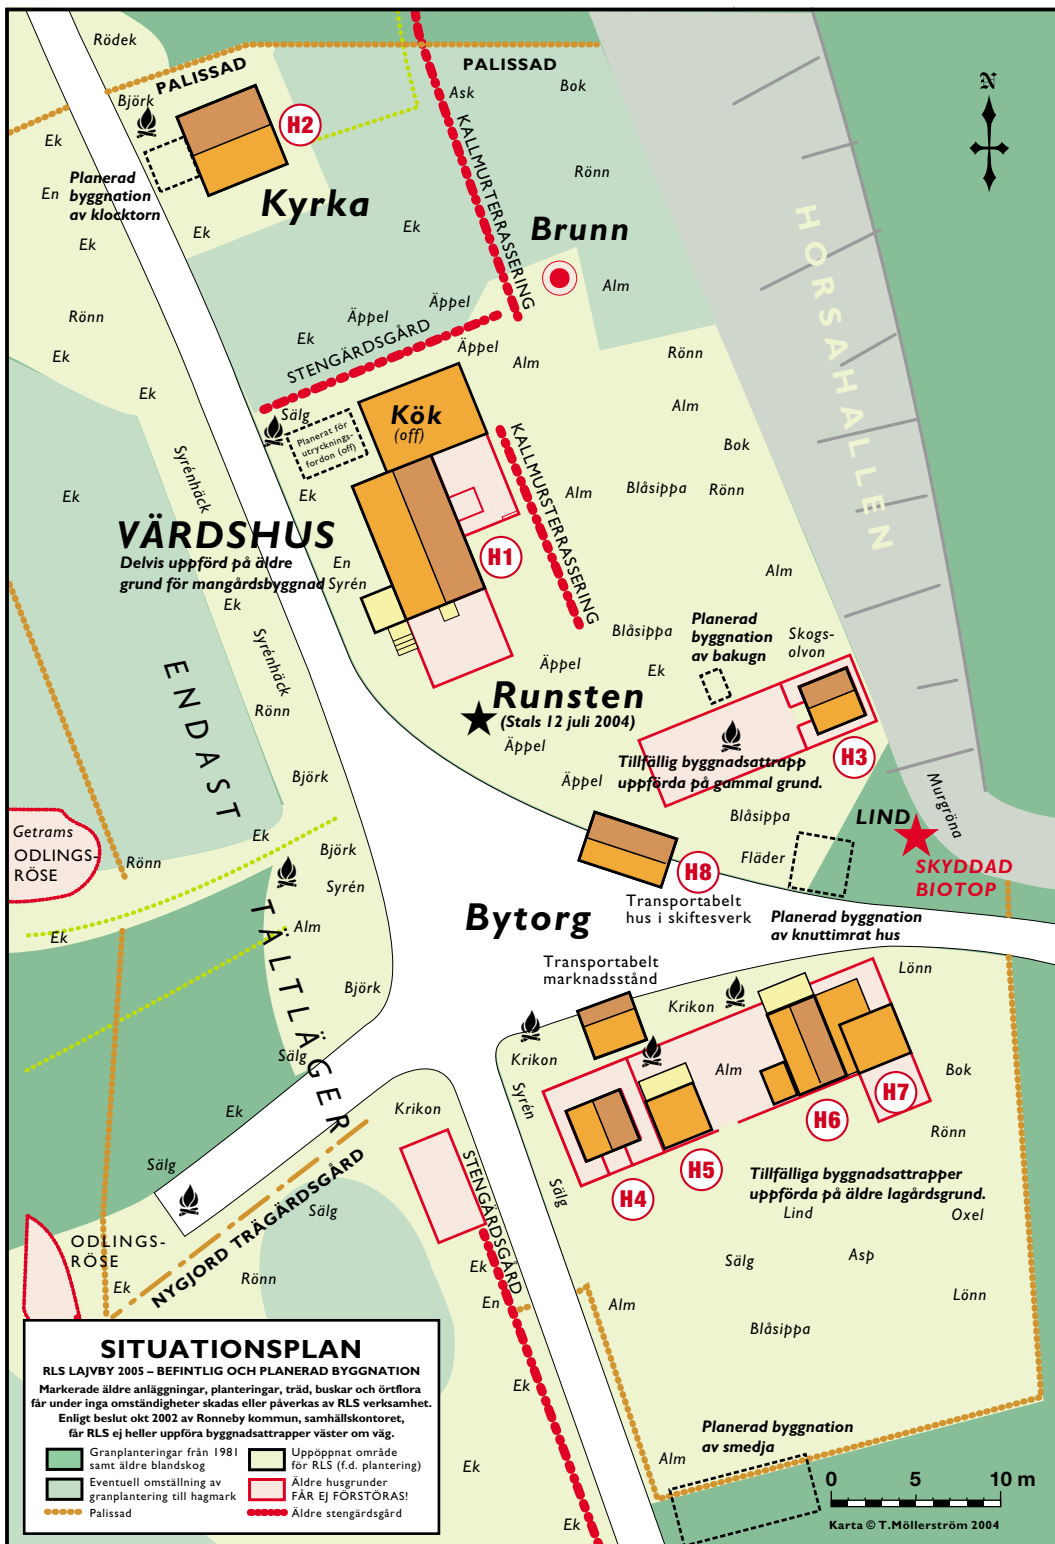 Rödek
PALISSAD
PALISSAD
Björk
Ask
Bok
N
H2
Ek
Planerad
byggnation
av klocktorn
En
Ek
Ek
Kyrka
Ek
KALLMURTERRASSERING
Rönn
Brunn
Alm
HORSAHALLEN
Rönn
Ek
Ek
Äppel
Äppel
Ek
STENGÄRDSGÅRD
Äppel
Alm
Rönn
Alm
Bok
Sälg
Planerat för
utrycknings-
fordon (off)
Kök
(off)
KALLMURSTERRASSERING
Syrénhäck
Ek
Ek
Alm
Blåsippa
Rönn
VÄRDSHUS
Delvis uppförd på äldre
grund för mangårdsbyggnad
En
Syrén
H1
Alm
Ek
Syrénhäck
Rönn
Blåsippa
Ek
Planerad
byggnation
av bakugn
Skogs-
olvon
Äppel
Runsten
(Stals 12 juli 2004)
Äppel
Äppel
H3
Tillfällig byggnadsattrapp
uppförda på gammal grund.
ENDAST TÄLTLÄGER
Björk
Getrams
ODLINGS-
RÖSE
Rönn
Ek
Björk
Syrén
Alm
Ek
Björk
Blåsippa
LIND
Murgröna
SKYDDAD
BIOTOP
Fläder
H8
Transportabelt
hus i skiftesverk
Planerad byggnation
av knuttimrat hus
Bytorg
Transportabelt
marknadsstånd
Lönn
Krikon
Krikon
Sälg
Syrén
Alm
Bok
H7
H6
Rönn
H5
H4
Ek
Krikon
Sälg
Sälg
Tillfälliga byggnadsattrapper
uppförda på äldre lagårdsgrund.
Lind
Oxel
Sälg
Asp
Lönn
Blåsippa
Alm
STENGÄRDSGÅRD
NYGJORD TRÄGÄRDSGÅRD
Sälg
ODLINGS-
RÖSE
Ek
Rönn
Ek
En
Ek
Ek
Ek
Alm
Planerad byggnation
av smedja
SITUATIONSPLAN
RLS LAJVBY 2005 – BEFINTLIG OCH PLANERAD BYGGNATION
Markerade äldre anläggningar, planteringar, träd, buskar och örtflora
får under inga omständigheter skadas eller påverkas av RLS verksamhet.
Enligt beslut okt 2002 av Ronneby kommun, samhällskontoret,
får RLS ej heller uppföra byggnadsattrapper väster om väg.
Granplanteringar från 1981
samt äldre blandskog
Eventuell omställning av
granplantering till hagmark
Palissad
Uppöppnat område
för RLS (f.d. plantering)
Äldre husgrunder
FÅR EJ FÖRSTÖRAS!
Äldre stengärdsgård
0 5 10 m
Karta © T.Möllerström 2004